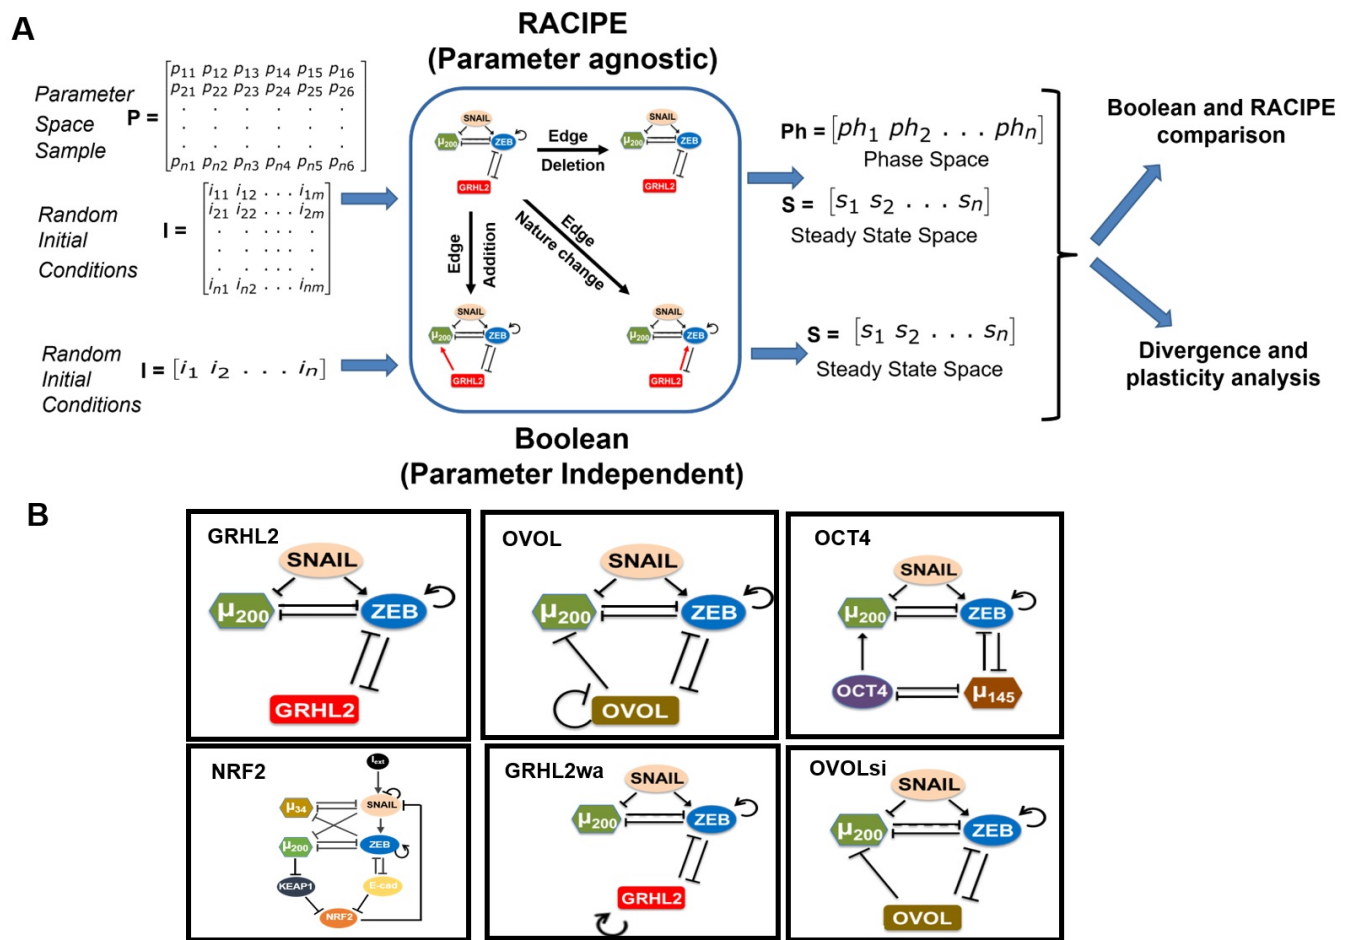 A
RACIPE
(Parameter agnostic)
Parameter
Space
Sample
P =
p11 p12 p13 p14 p15 p16
p21 p22 p23 p24 p25 p26
. . . . . .
. . . . . .
. . . . . .
pn1 pn2 pn3 pn4 pn5 pn6
Random
Initial
Conditions
I =
i11 i12 . . . i1m
i21 i22 . . . i2m
. . . . . .
. . . . . .
. . . . . .
in1 in2 . . . inm
Random
Initial
Conditions
I = [i1 i2 . . . in]
SNAIL
μ200
ZEB
GRHL2
Edge
Deletion
SNAIL
μ200
ZEB
GRHL2
Edge
Addition
Edge
Nature change
SNAIL
μ200
ZEB
GRHL2
SNAIL
μ200
ZEB
GRHL2
Boolean
(Parameter Independent)
Ph = [ph1 ph2 . . . phn]
Phase Space
S = [s1 s2 . . . sn]
Steady State Space
S = [s1 s2 . . . sn]
Steady State Space
Boolean and RACIPE
comparison
Divergence and
plasticity analysis
B
GRHL2
SNAIL
μ200
ZEB
GRHL2
OVOL
SNAIL
μ200
ZEB
OVOL
OCT4
SNAIL
μ200
ZEB
OCT4
μ145
NRF2
Iext
μ34
SNAIL
μ200
ZEB
KEAP1
E-cad
NRF2
GRHL2wa
SNAIL
μ200
ZEB
GRHL2
OVOLsi
SNAIL
μ200
ZEB
OVOL